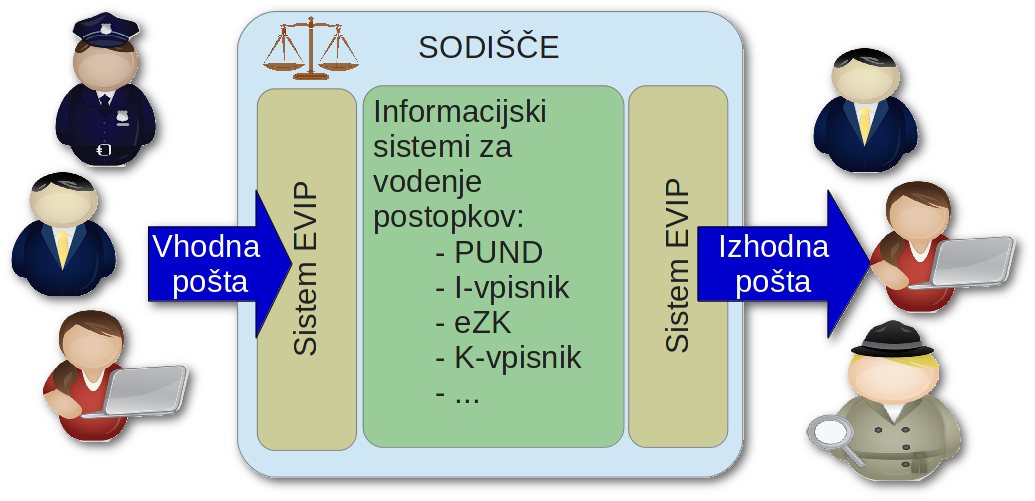 SODIŠČE
Vhodna
pošta
Sistem EVIP
Informacijski
sistemi za
vodenje
postopkov:
- PUND
- I-vpisnik
- eZK
- K-vpisnik
- ...
Sistem EVIP
Izhodna
pošta